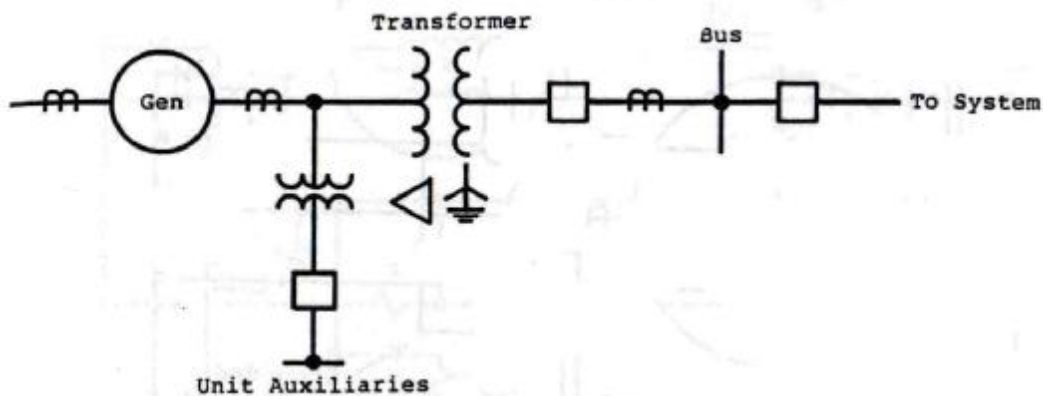 Transformer
Bus
Gen
To System
Unit Auxiliaries